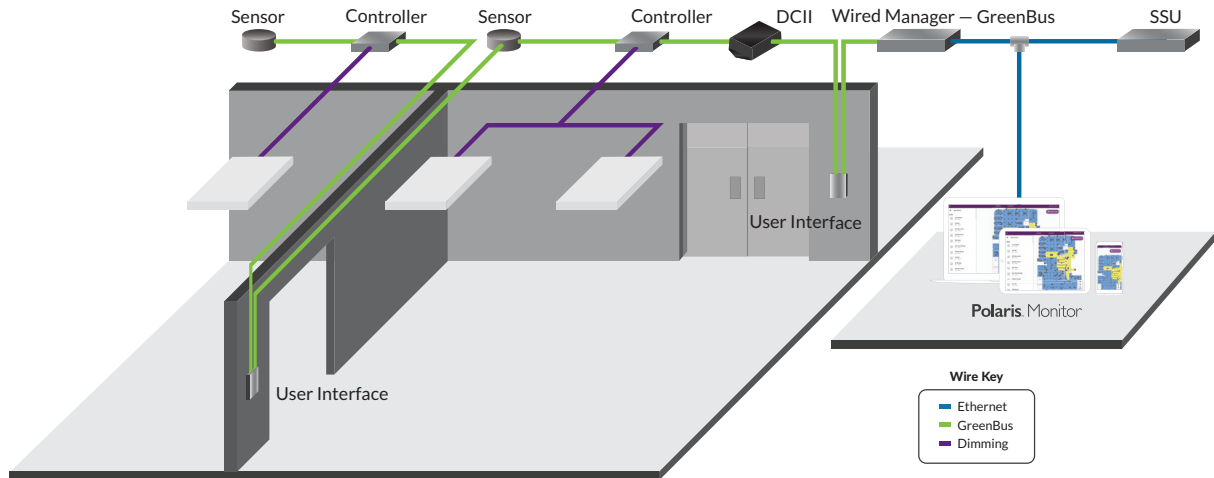 Sensor
Controller
Sensor
Controller
DCII
Wired Manager — GreenBus
SSU
User Interface
User Interface
Polaris. Monitor
Wire Key
Ethernet
GreenBus
Dimming